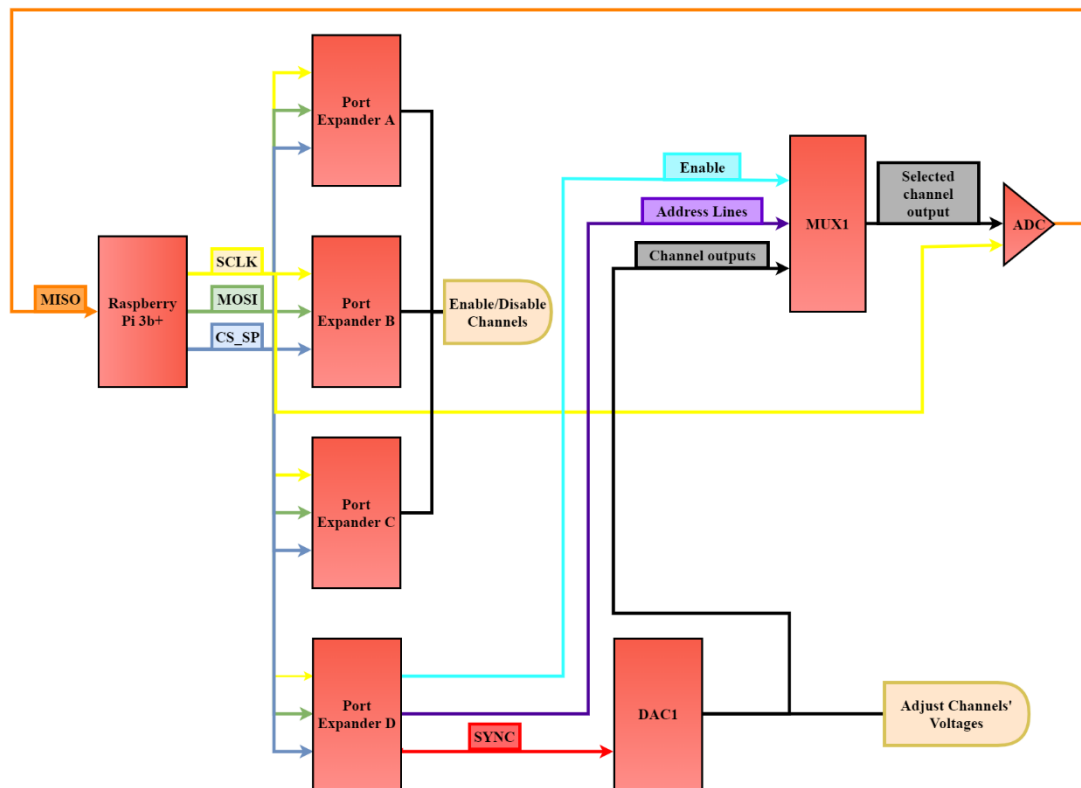 Port
Expander A
Enable
Selected
channel
output
Address Lines
MUX1
ADC
SCLK
Channel outputs
MISO
Raspberry
Pi 3b+
MOSI
Port
Expander B
Enable/Disable
Channels
CS_SP
Port
Expander C
Port
Expander D
SYNC
DAC1
Adjust Channels'
Voltages